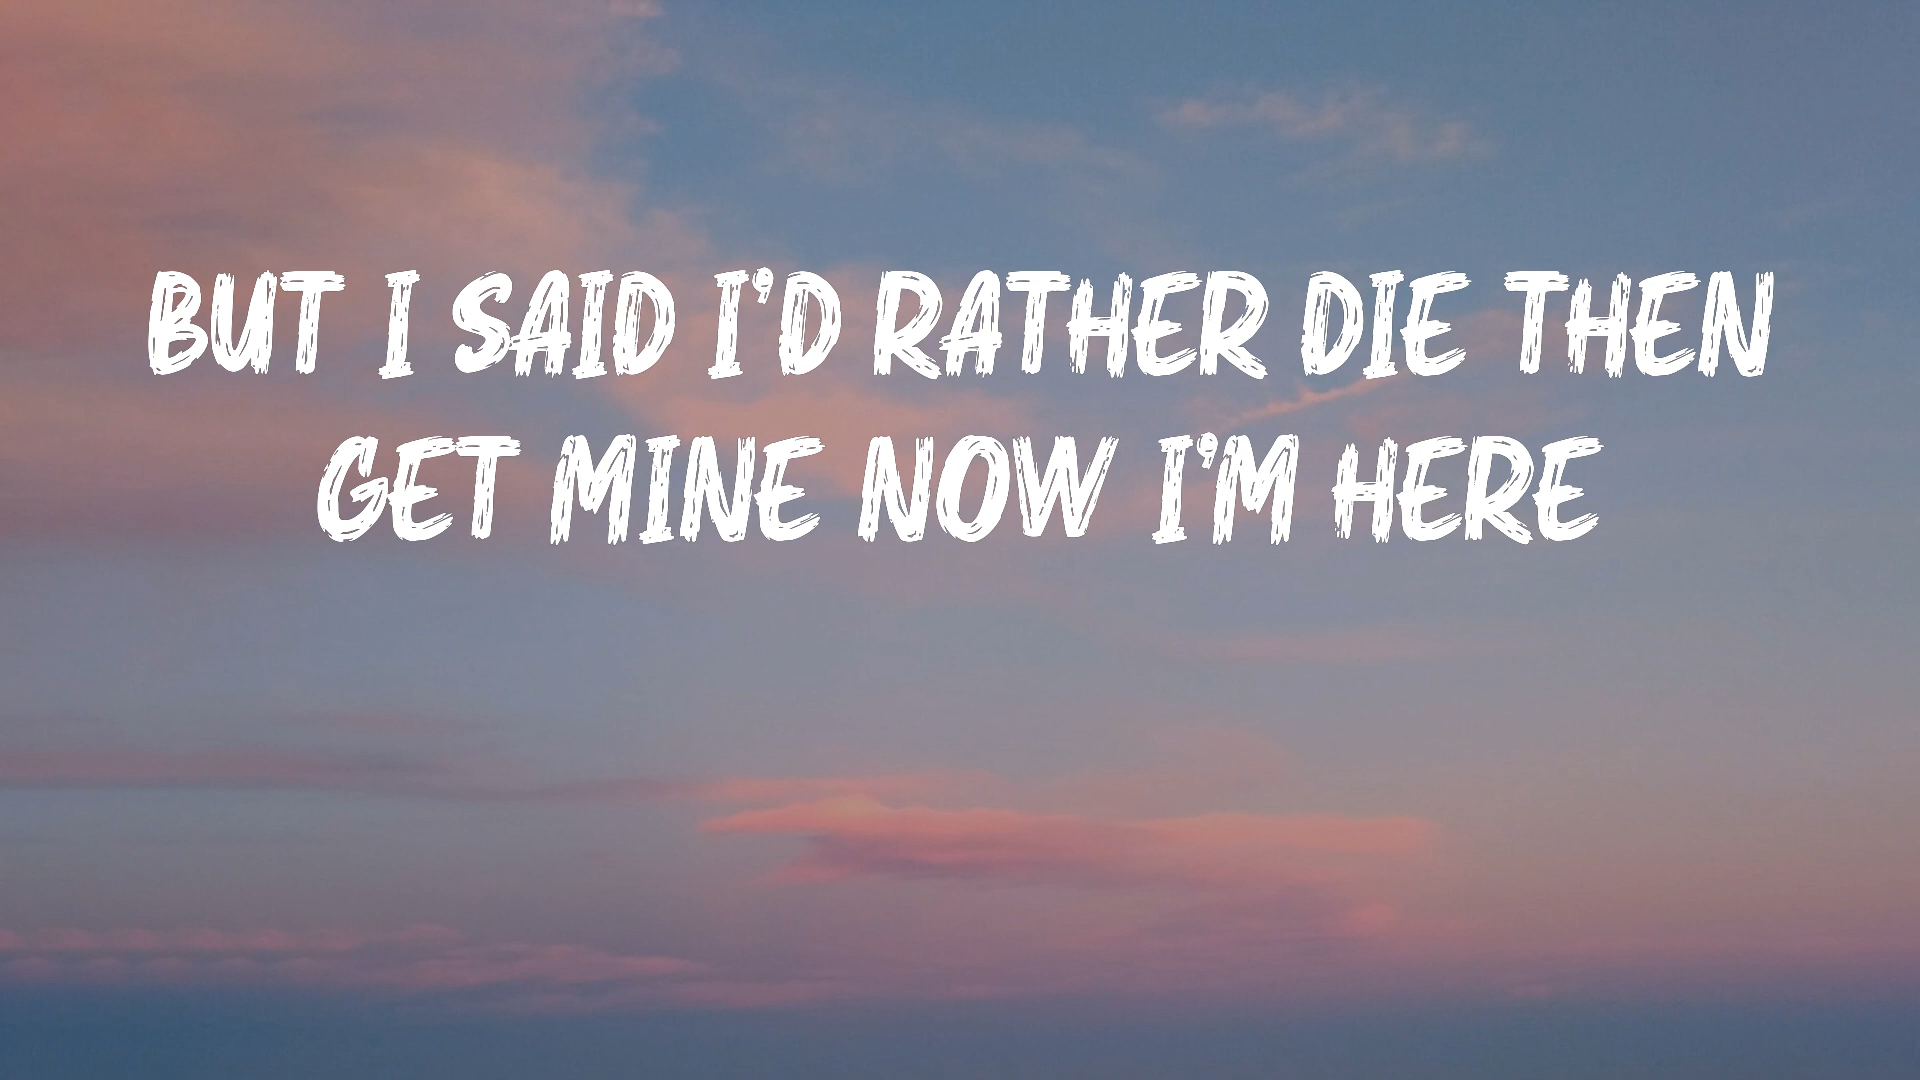 BUT I SAID I'D RATHER DIE THEN
GET MINE NOW I'M HERE